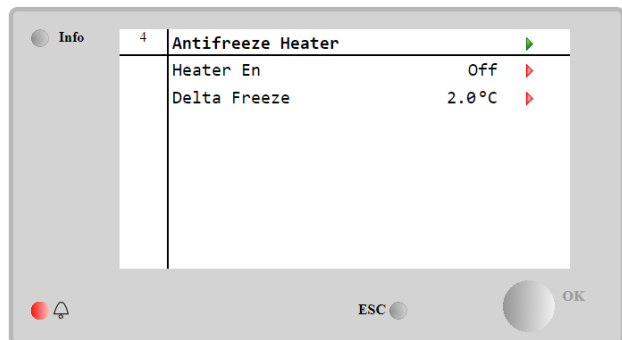 Info
4 Antifreeze Heater
Heater En Off
Delta Freeze 2.0°C
ESC
OK